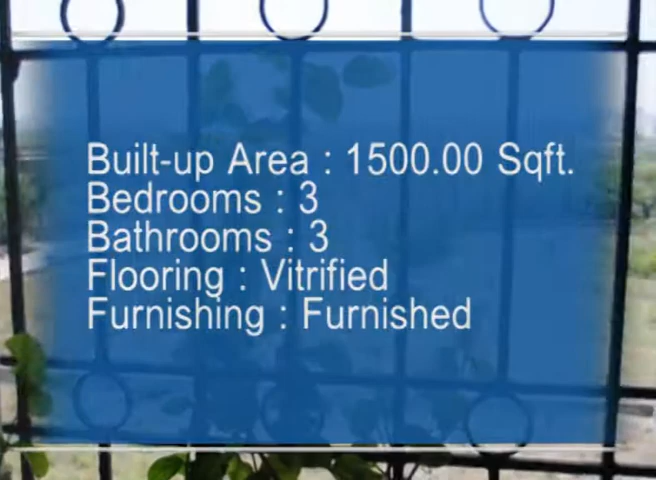 Built-up Area : 1500.00 Sqft.
Bedrooms : 3
Bathrooms : 3
Flooring : Vitrified
Furnishing : Furnished